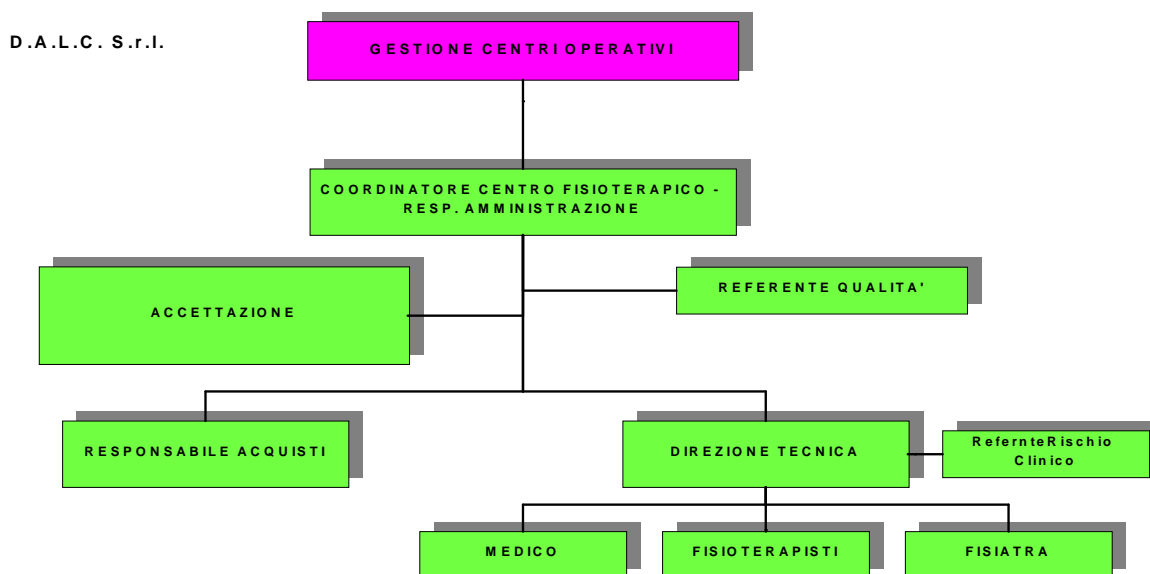 D.A.L.C. S.r.l.
GESTIONE CENTRI OPERATIVI
COORDINATORE CENTRO FISIOTERAPICO -
RESP. AMMINISTRAZIONE
ACCETTAZIONE
REFERENTE QUALITA'
RESPONSABILE ACQUISTI
DIREZIONE TECNICA
RefernteRischio
Clinico
MEDICO
FISIOTERAPISTI
FISIATRA